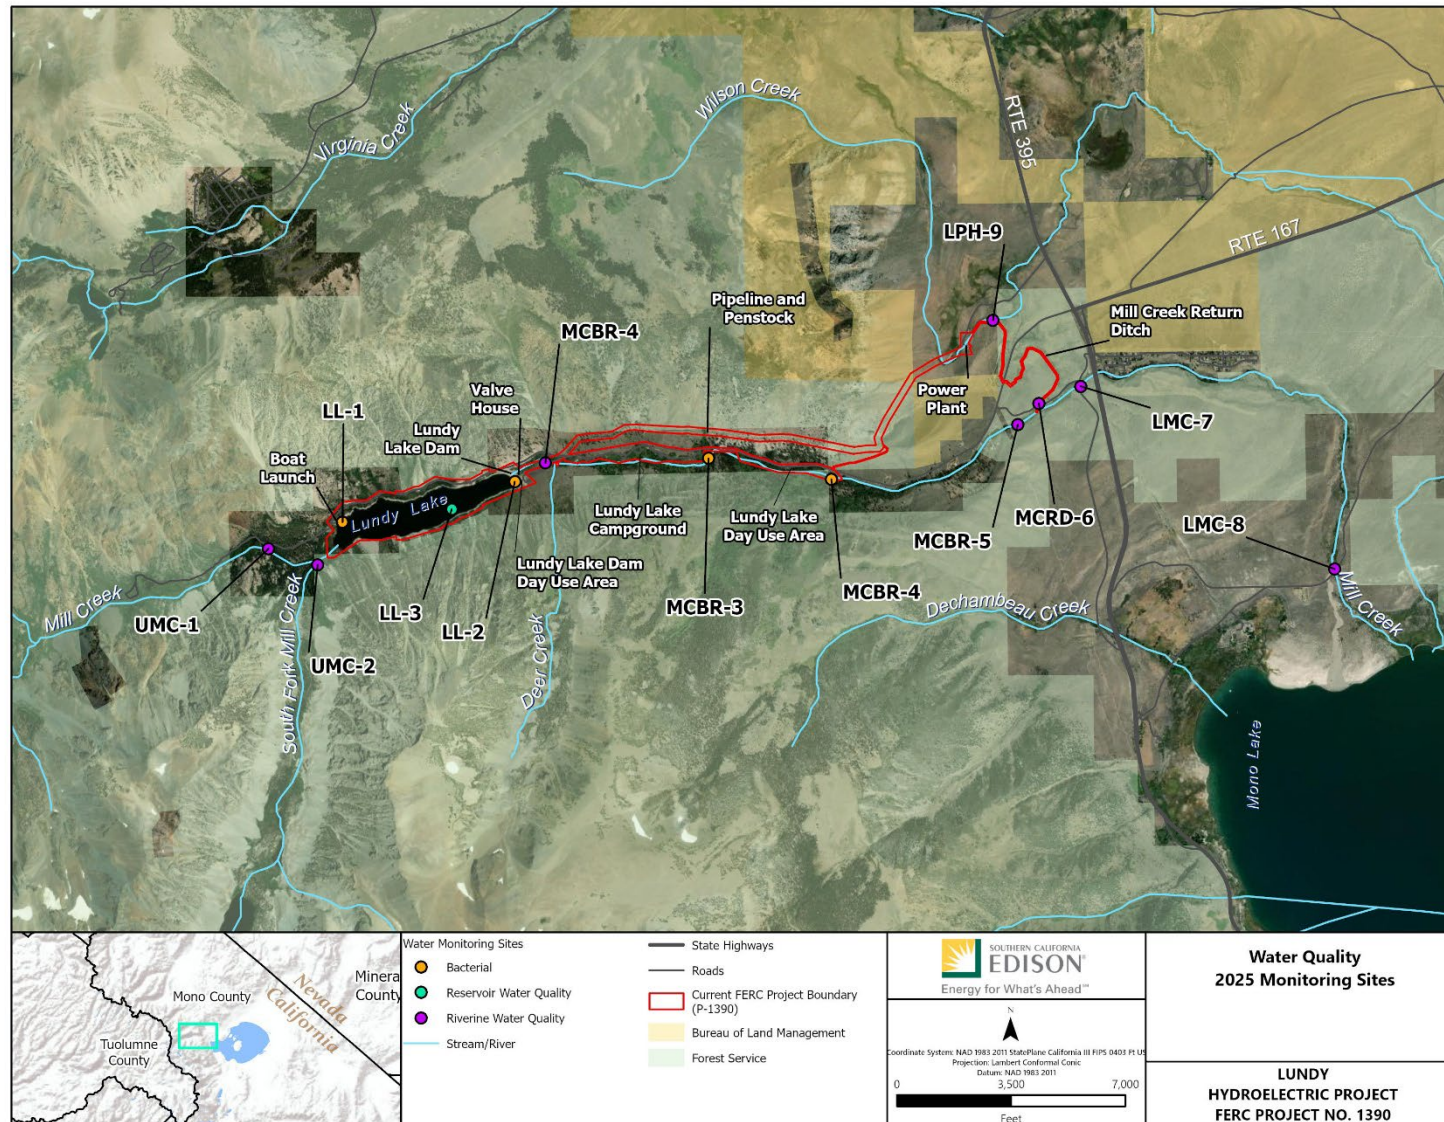 Virginia Creek
Wilson Creek
RTE 395
RTE 167
LPH-9
Pipeline and
Penstock
Mill Creek Return
Ditch
MCBR-4
Valve
House
Power
Plant
LL-1
Lundy
Lake Dam
LMC-7
Boat
Launch
Lundy Lake
Lundy Lake
Campground
Lundy Lake
Day Use Area
MCBR-5
MCRD-6
LMC-8
Lundy Lake Dam
Day Use Area
Mill Creek
UMC-1
LL-3
LL-2
MCBR-3
MCBR-4
Dechambeau Creek
Mill Creek
UMC-2
South Fork Mill Creek
Deer Creek
Mono Lake
Mono County
Tuolumne
County
Nevada
California
Minera
County
Water Monitoring Sites
Bacterial
Reservoir Water Quality
Riverine Water Quality
Stream/River
State Highways
Roads
Current FERC Project Boundary
(P-1390)
Bureau of Land Management
Forest Service
SOUTHERN CALIFORNIA
EDISON®
Energy for What's Ahead℠
N
Coordinate System: NAD 1983 2011 StatePlane California III FIPS 0403 Ft US
Projection: Lambert Conformal Conic
Datum: NAD 1983 2011
0 3,500 7,000
Feet
Water Quality
2025 Monitoring Sites
LUNDY
HYDROELECTRIC PROJECT
FERC PROJECT NO. 1390